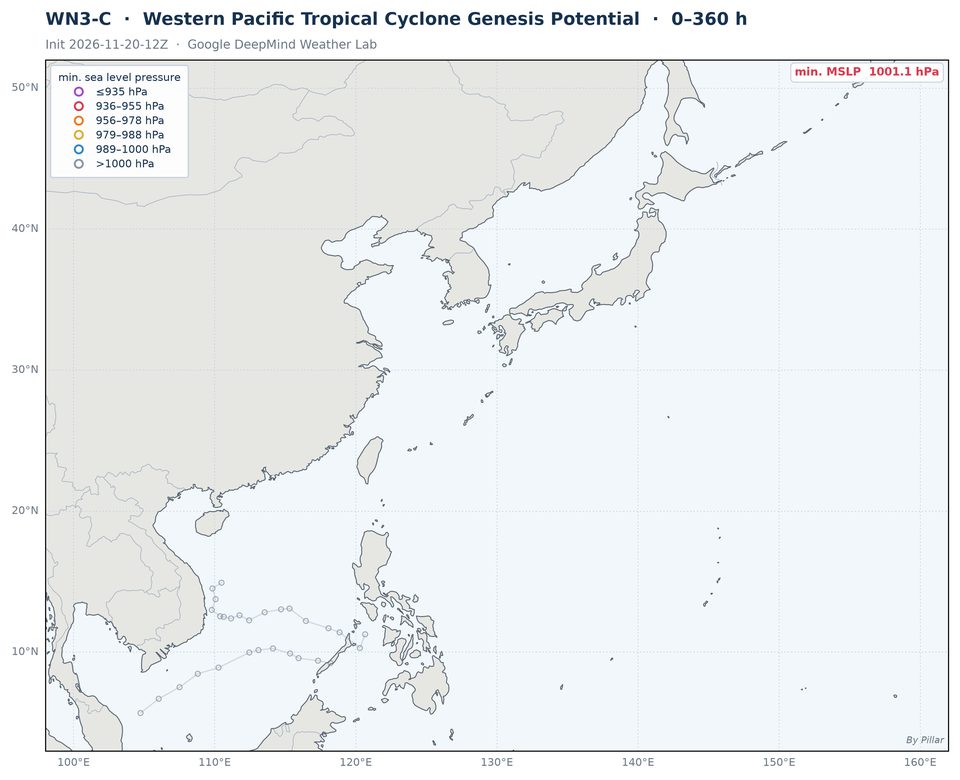 WN3-C · Western Pacific Tropical Cyclone Genesis Potential · 0–360 h
Init 2026-11-20-12Z · Google DeepMind Weather Lab
min. sea level pressure
≤935 hPa
936–955 hPa
956–978 hPa
979–988 hPa
989–1000 hPa
>1000 hPa
min. MSLP 1001.1 hPa
50°N
40°N
30°N
20°N
10°N
By Pillar
100°E
110°E
120°E
130°E
140°E
150°E
160°E